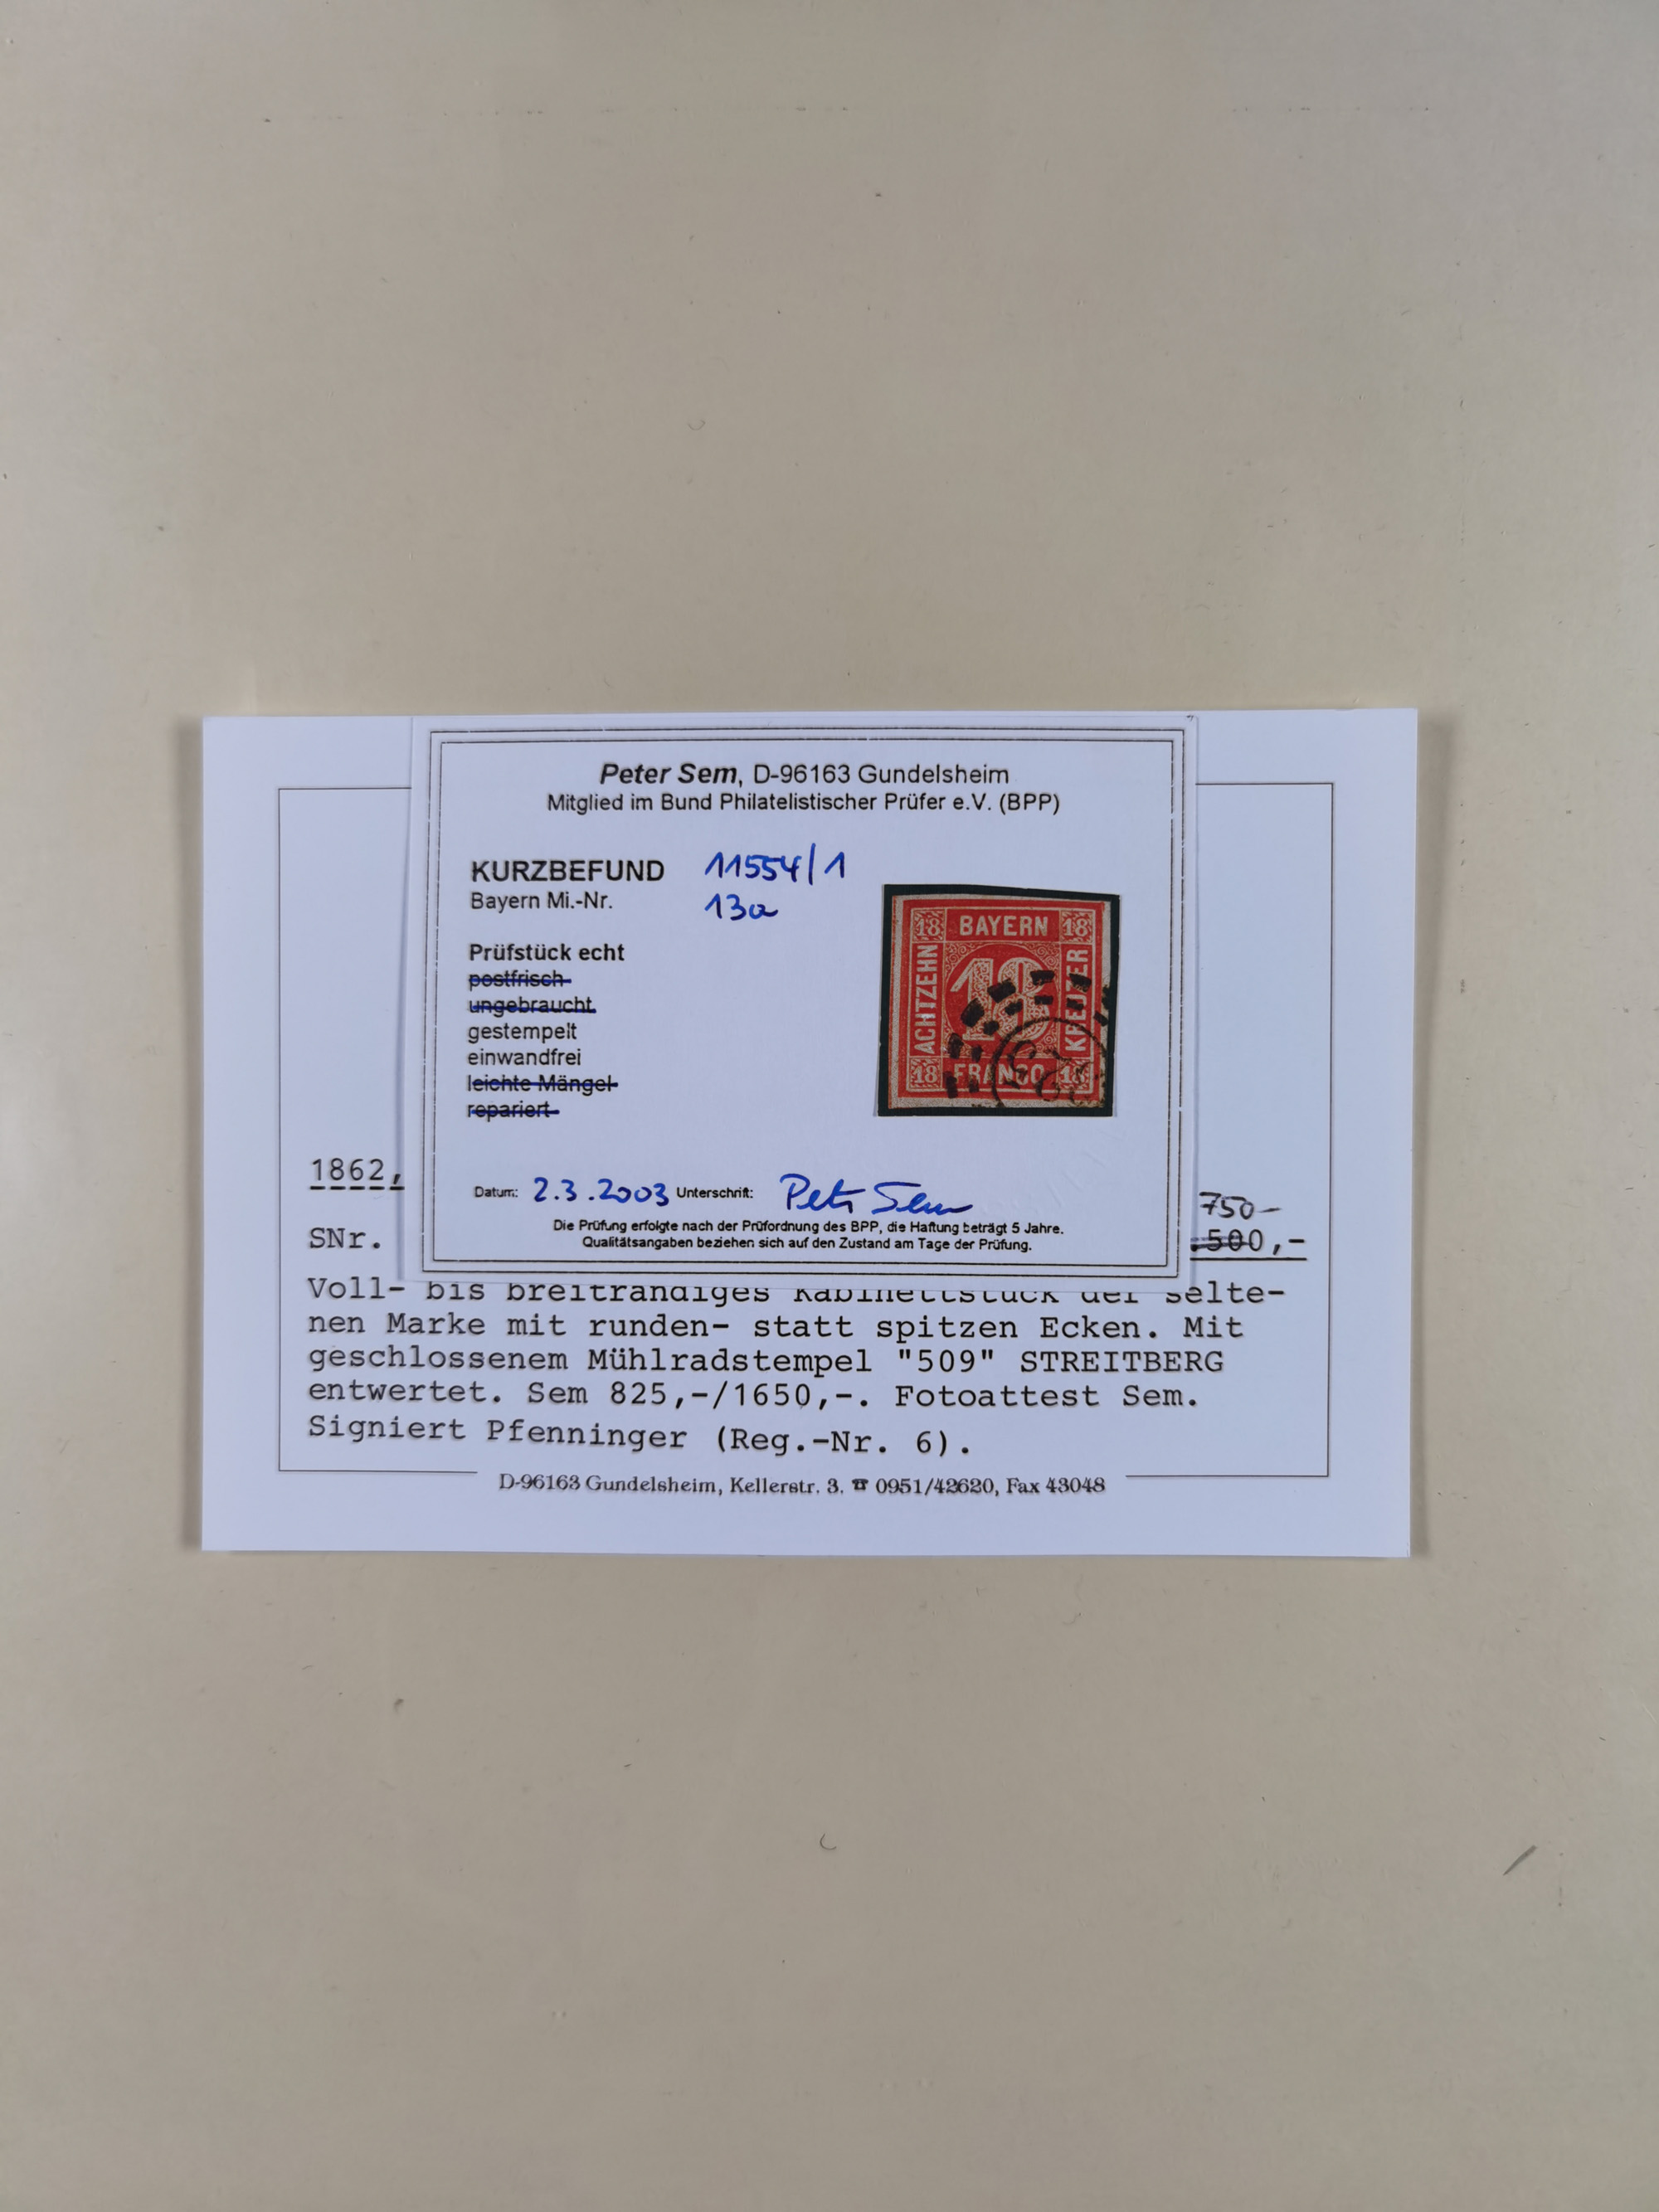 Peter Sem, D-96163 Gundelsheim
Mitglied im Bund Philatelistischer Prüfer e.V. (BPP)
KURZBEFUND 11554/1
Bayern Mi.-Nr. 13a
Prüfstück echt
postfrisch
ungebraucht
gestempelt
einwandfrei
leichte Mängel
repariert
18 BAYERN 18
ACHTZEHN
18
KREUZER
18 FRANCO 18
Datum: 2.3.2003 Unterschrift: Peter Sem
Die Prüfung erfolgte nach der Prüfordnung des BPP, die Haftung beträgt 5 Jahre.
Qualitätsangaben beziehen sich auf den Zustand am Tage der Prüfung.
1862,
750-
SNr. 500,-
Voll- bis breitrandiges Kabinettstück der selte-
nen Marke mit runden- statt spitzen Ecken. Mit
geschlossenem Mühlradstempel "509" STREITBERG
entwertet. Sem 825,-/1650,-. Fotoattest Sem.
Signiert Pfenninger (Reg.-Nr. 6).
D-96163 Gundelsheim, Kellerstr. 3. ☎ 0951/42620, Fax 43048